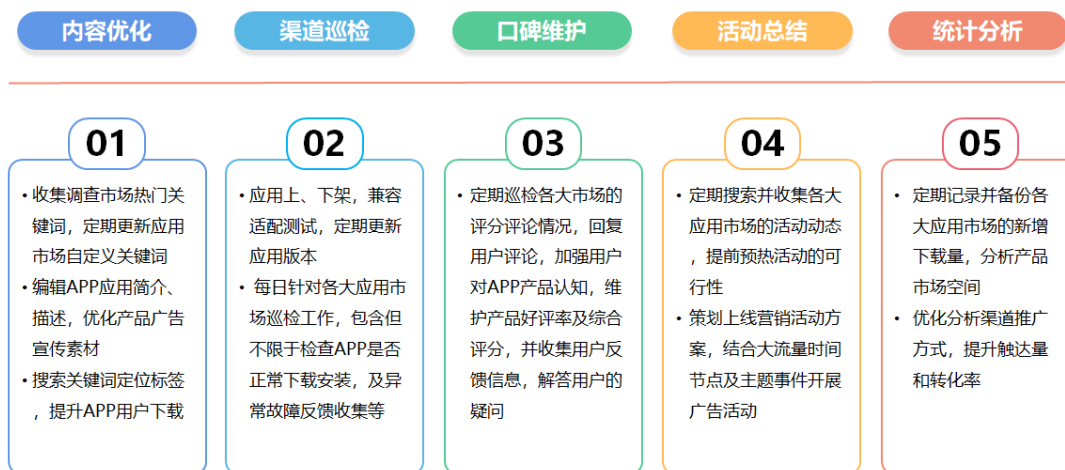 内容优化
渠道巡检
口碑维护
活动总结
统计分析
01
• 收集调查市场热门关
键词，定期更新应用
市场自定义关键词
• 编辑APP应用简介、
描述，优化产品广告
宣传素材
• 搜索关键词定位标签
，提升APP用户下载
02
• 应用上、下架，兼容
适配测试，定期更新
应用版本
• 每日针对各大应用市
场巡检工作，包含但
不限于检查APP是否
正常下载安装，及异
常故障反馈收集等
03
• 定期巡检各大市场的
评分评论情况，回复
用户评论，加强用户
对APP产品认知，维
护产品好评率及综合
评分，并收集用户反
馈信息，解答用户的
疑问
04
• 定期搜索并收集各大
应用市场的活动动态
，提前预热活动的可
行性
• 策划上线营销活动方
案，结合大流量时间
节点及主题事件开展
广告活动
05
• 定期记录并备份各
大应用市场的新增
下载量，分析产品
市场空间
• 优化分析渠道推广
方式，提升触达量
和转化率